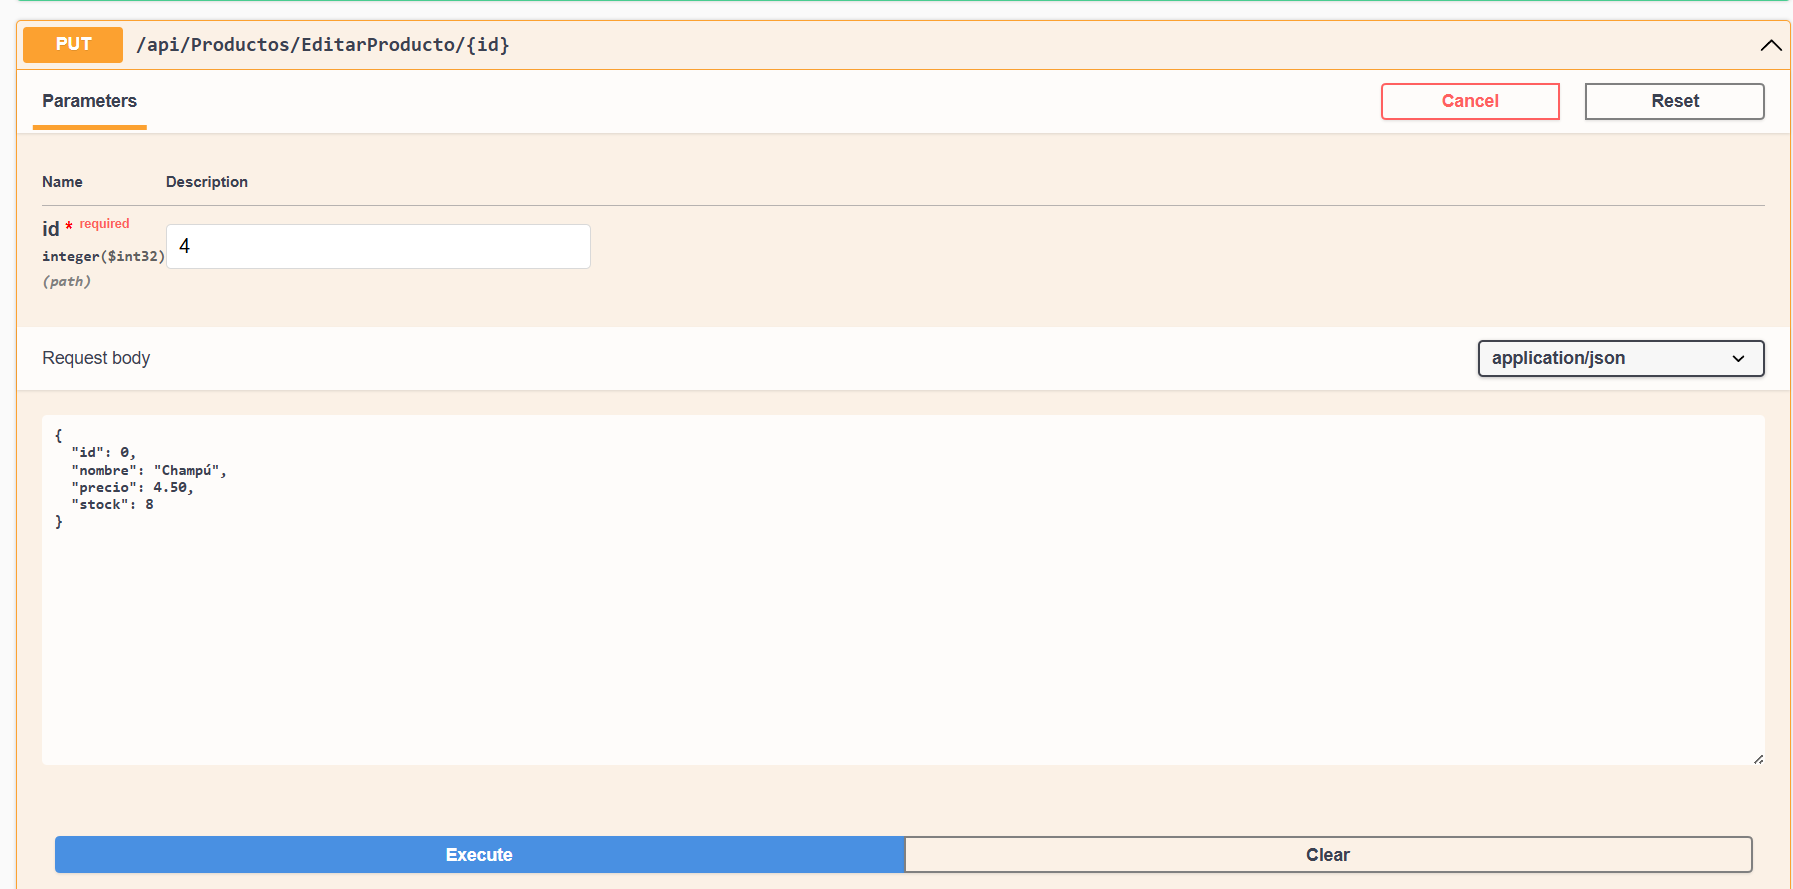 PUT /api/Productos/EditarProducto/{id}
Parameters
Cancel
Reset
Name
Description
id * required
integer($int32)
(path)
4
Request body
application/json
{
  "id": 0,
  "nombre": "Champú",
  "precio": 4.50,
  "stock": 8
}
Execute
Clear